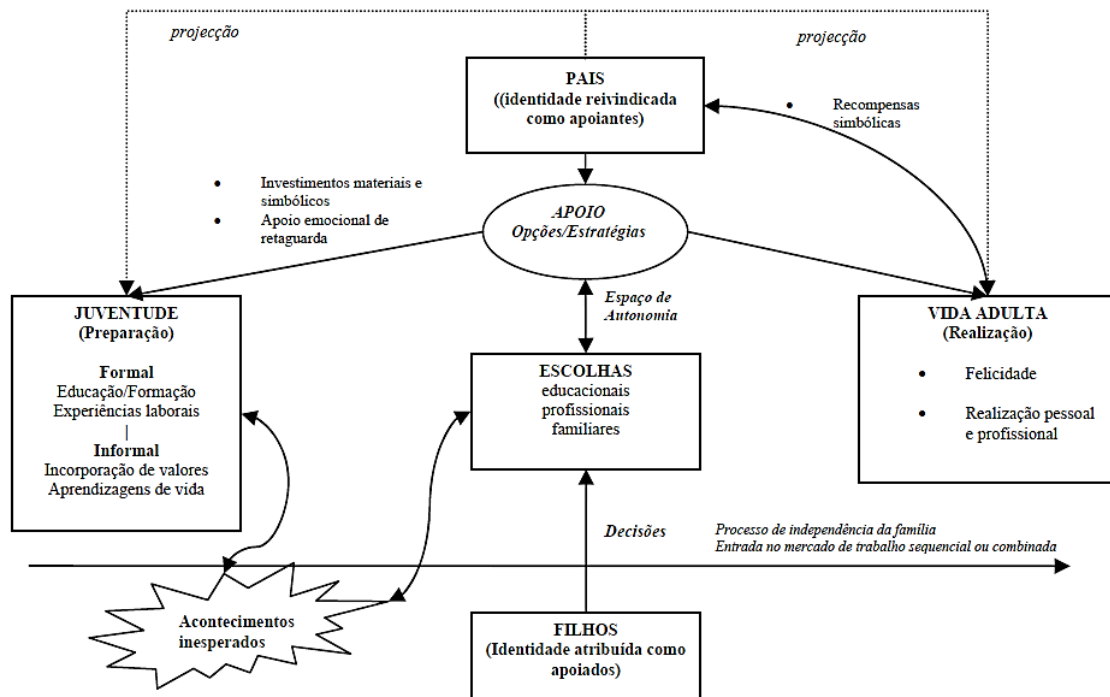 projecção
projecção
PAIS
((identidade reivindicada
como apoiantes)
• Recompensas
simbólicas
• Investimentos materiais e
simbólicos
• Apoio emocional de
retaguarda
APOIO
Opções/Estratégias
JUVENTUDE
(Preparação)
Formal
Educação/Formação
Experiências laborais
Informal
Incorporação de valores
Aprendizagens de vida
Espaço de
Autonomia
ESCOLHAS
educacionais
profissionais
familiares
VIDA ADULTA
(Realização)
• Felicidade
• Realização pessoal
e profissional
Decisões
Processo de independência da família
Entrada no mercado de trabalho sequencial ou combinada
Acontecimentos
inesperados
FILHOS
(Identidade atribuída como
apoiados)